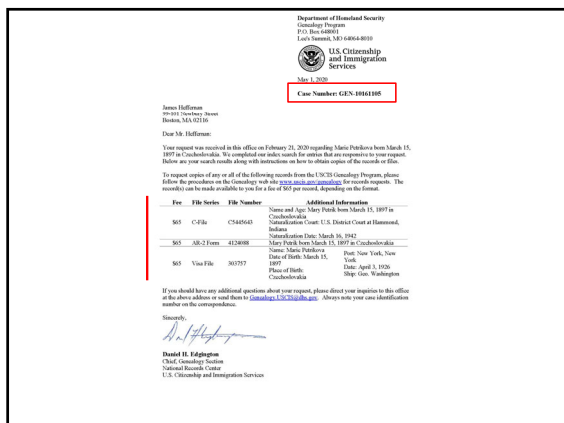 Department of Homeland Security
Genealogy Program
P.O. Box 648001
Lee's Summit, MO 64064-8010
U.S. Citizenship
and Immigration
Services
May 1, 2020
Case Number: GEN-10161105
James Heffernan
Newbury Street
Boston, MA 02116
Dear Mr. Heffernan:
Your request was received in this office on February 21, 2020 regarding Marie Petrikova born March 15,
1897 in Czechoslovakia. We completed our index search for entries that are responsive to your request.
Below are your search results along with instructions on how to obtain copies of the records or files.
To request copies of any or all of the following records from the USCIS Genealogy Program, please
follow the procedures on the Genealogy web site www.uscis.gov/genealogy for records requests. The
record(s) can be made available to you for a fee of $65 per record, depending on the format.
Fee File Series File Number Additional Information
Name and Age: Mary Petrik born March 15, 1897 in
Czechoslovakia
$65 C-File C5445643 Naturalization Court: U.S. District Court at Hammond,
Indiana
Naturalization Date: March 16, 1942
$65 AR-2 Form 4124088 Mary Petrik born March 15, 1897 in Czechoslovakia
Name: Marie Petrikova
Date of Birth: March 15, Port: New York, New
$65 Visa File 303757 1897 York
Place of Birth: Date: April 3, 1926
Czechoslovakia Ship: Geo. Washington
If you should have any additional questions about your request, please direct your inquiries to this office
at the above address or send them to Genealogy.USCIS@dhs.gov. Always note your case identification
number on the correspondence.
Sincerely,
Daniel H. Edgington
Chief, Genealogy Section
National Records Center
U.S. Citizenship and Immigration Services